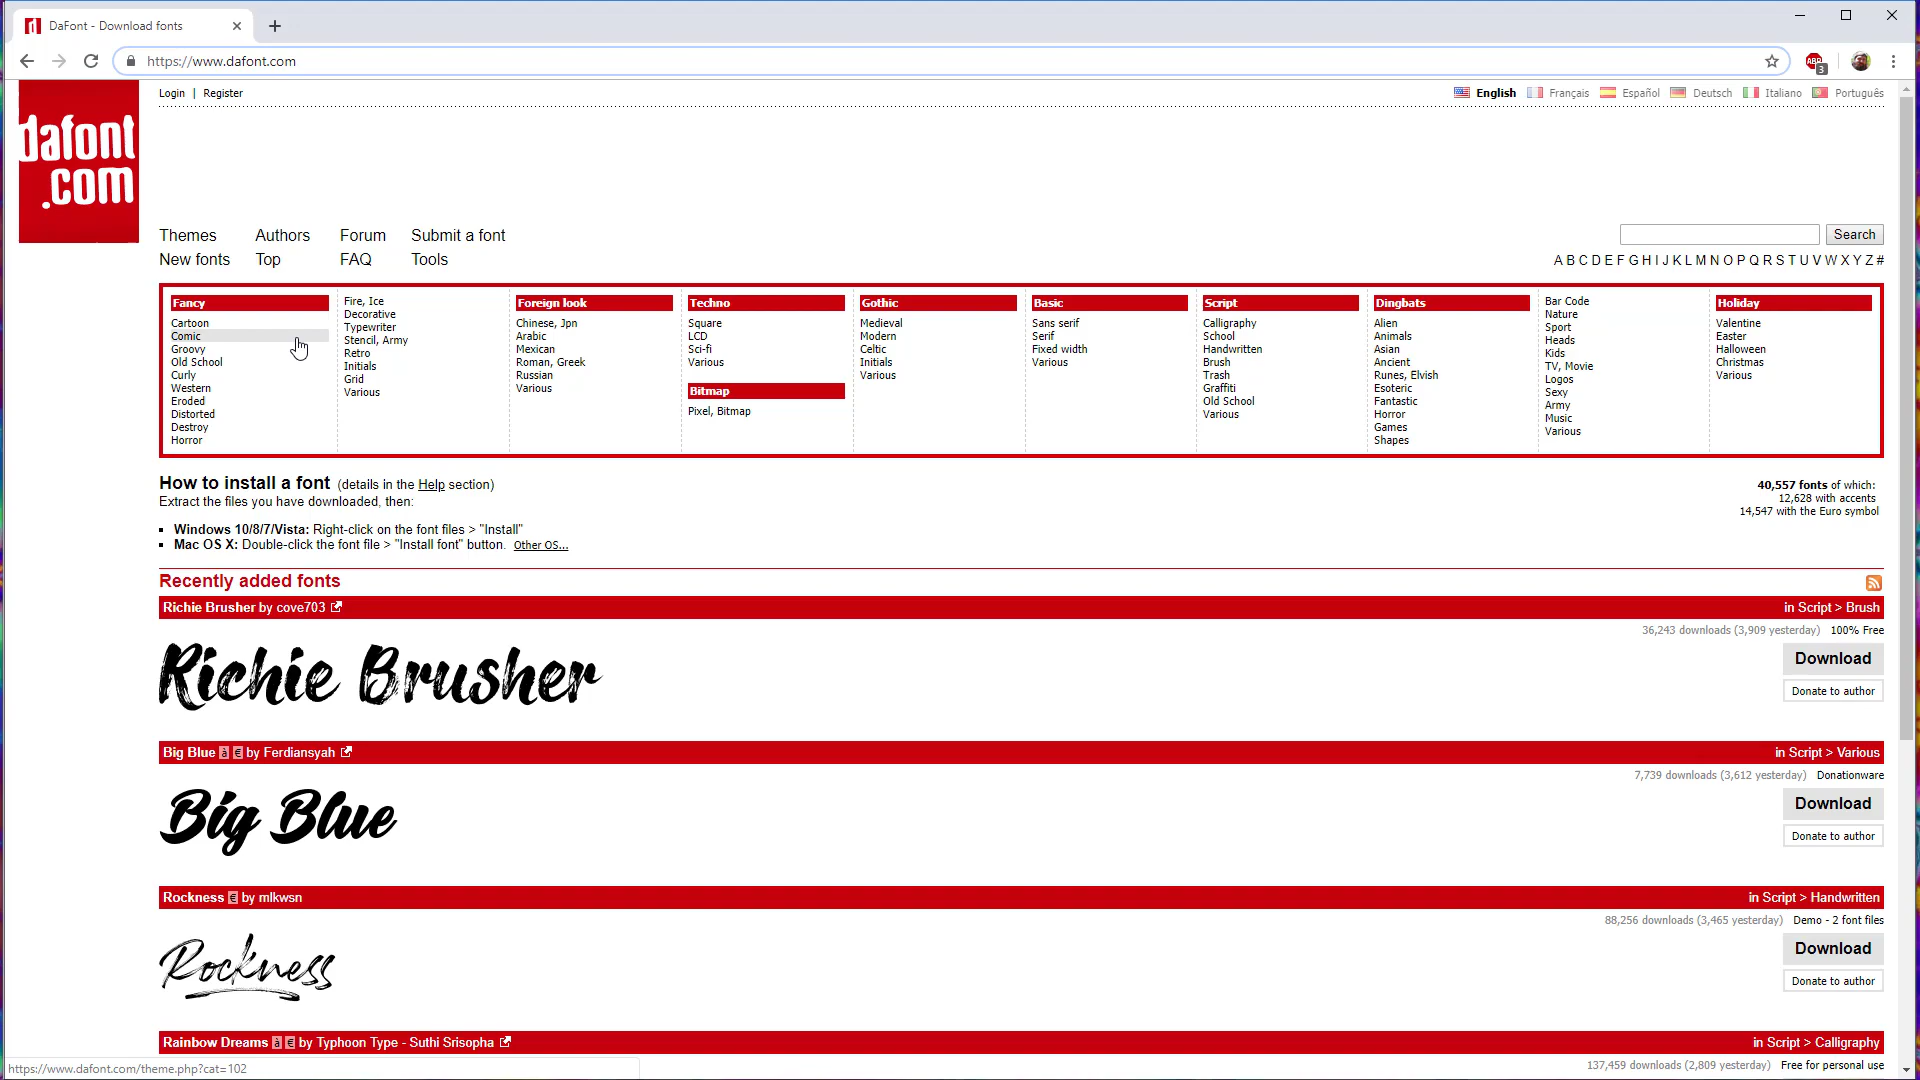 DaFont - Download fonts
https://www.dafont.com
ABP
3
dafont
.com
Login | Register
English Français Español Deutsch Italiano Português
Themes Authors Forum Submit a font
New fonts Top FAQ Tools
Search
A B C D E F G H I J K L M N O P Q R S T U V W X Y Z #
Fancy
Cartoon
Comic
Groovy
Old School
Curly
Western
Eroded
Distorted
Destroy
Horror
Fire, Ice
Decorative
Typewriter
Stencil, Army
Retro
Initials
Grid
Various
Foreign look
Chinese, Jpn
Arabic
Mexican
Roman, Greek
Russian
Various
Techno
Square
LCD
Sci-fi
Various
Bitmap
Pixel, Bitmap
Gothic
Medieval
Modern
Celtic
Initials
Various
Basic
Sans serif
Serif
Fixed width
Various
Script
Calligraphy
School
Handwritten
Brush
Trash
Graffiti
Old School
Various
Dingbats
Alien
Animals
Asian
Ancient
Runes, Elvish
Esoteric
Fantastic
Horror
Games
Shapes
Bar Code
Nature
Sport
Heads
Kids
TV, Movie
Logos
Sexy
Army
Music
Various
Holiday
Valentine
Easter
Halloween
Christmas
Various
How to install a font (details in the Help section)
Extract the files you have downloaded, then:
Windows 10/8/7/Vista: Right-click on the font files > "Install"
Mac OS X: Double-click the font file > "Install font" button. Other OS...
40,557 fonts of which:
12,628 with accents
14,547 with the Euro symbol
Recently added fonts
Richie Brusher by cove703 in Script > Brush
36,243 downloads (3,909 yesterday) 100% Free
Richie Brusher
Download
Donate to author
Big Blue à € by Ferdiansyah in Script > Various
7,739 downloads (3,612 yesterday) Donationware
Big Blue
Download
Donate to author
Rockness € by mlkwsn in Script > Handwritten
88,256 downloads (3,465 yesterday) Demo - 2 font files
Rockness
Download
Donate to author
Rainbow Dreams à € by Typhoon Type - Suthi Srisopha in Script > Calligraphy
137,459 downloads (2,809 yesterday) Free for personal use
https://www.dafont.com/theme.php?cat=102